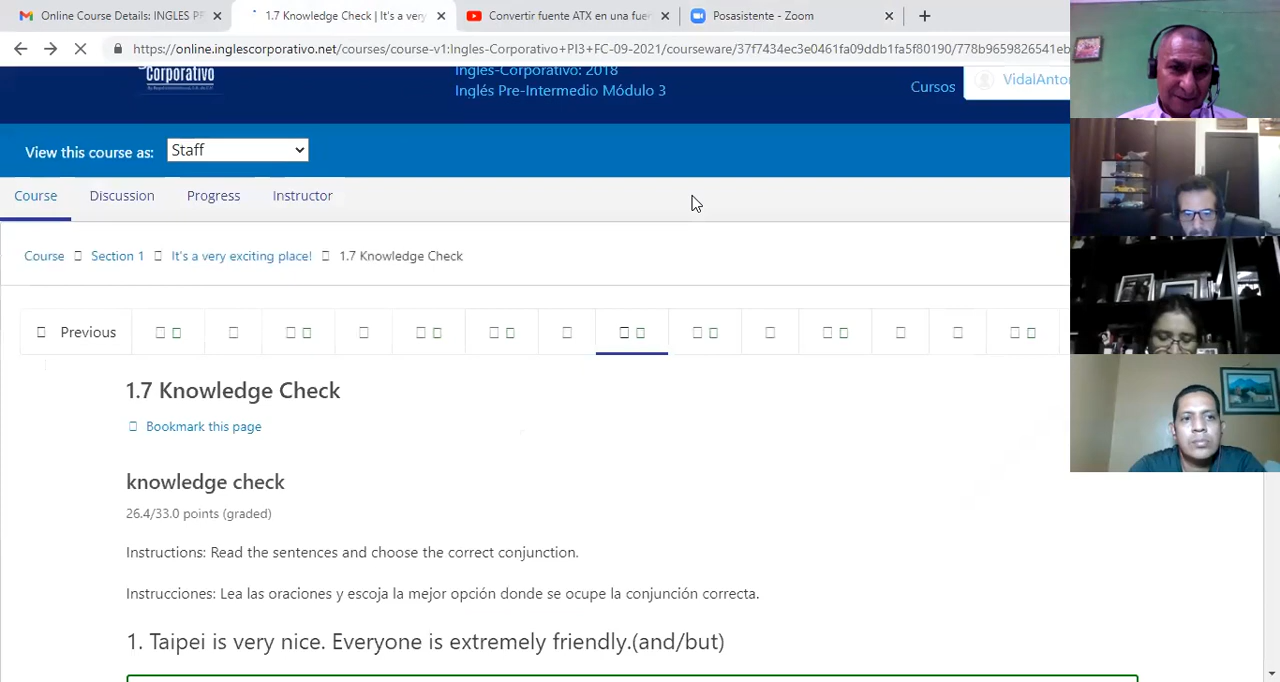 Online Course Details: INGLES PR
1.7 Knowledge Check | It's a very
Convertir fuente ATX en una fuen
Posasistente - Zoom
https://online.inglescorporativo.net/courses/course-v1:Ingles-Corporativo+PI3+FC-09-2021/courseware/37f7434ec3e0461fa09ddb1fa5f80190/778b9659826541eb
Corporativo
Ingles-Corporativo: 2018
Inglés Pre-Intermedio Módulo 3
Cursos
VidalAnton
View this course as:
Staff
Course
Discussion
Progress
Instructor
Course
Section 1
It's a very exciting place!
1.7 Knowledge Check
Previous
1.7 Knowledge Check
Bookmark this page
knowledge check
26.4/33.0 points (graded)
Instructions: Read the sentences and choose the correct conjunction.
Instrucciones: Lea las oraciones y escoja la mejor opción donde se ocupe la conjunción correcta.
1. Taipei is very nice. Everyone is extremely friendly.(and/but)